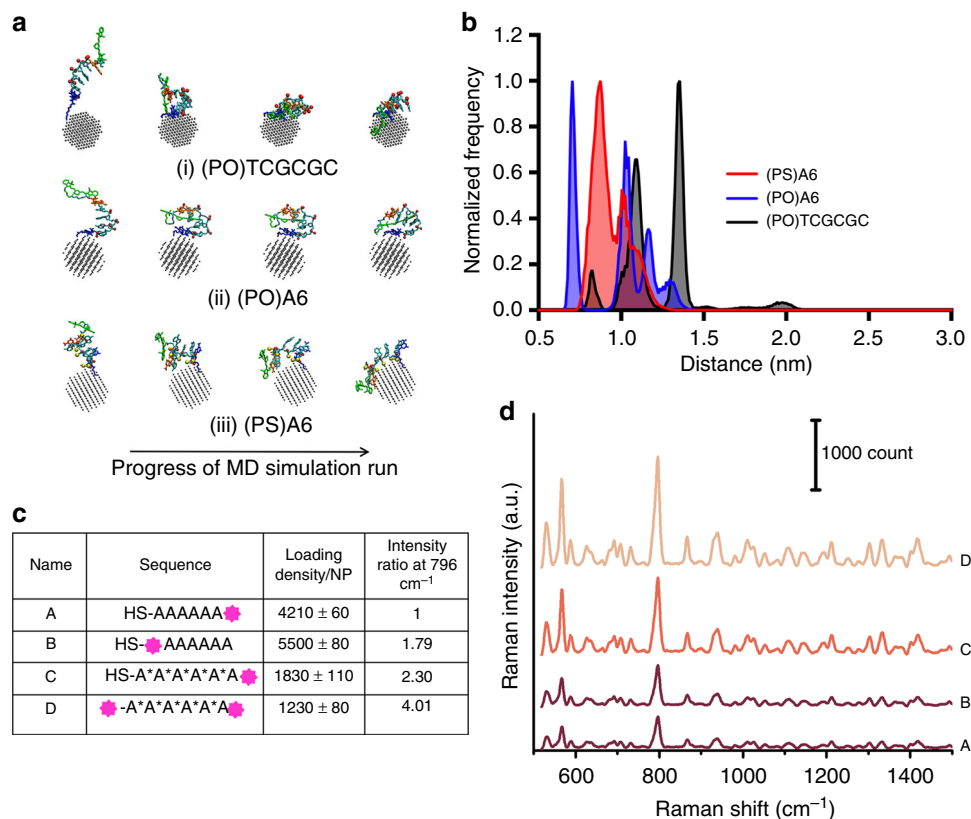 a
(i) (PO)TCGCGC
(ii) (PO)A6
(iii) (PS)A6
Progress of MD simulation run
b
Normalized frequency
1.2
1.0
0.8
0.6
0.4
0.2
0.0
0.5 1.0 1.5 2.0 2.5 3.0
Distance (nm)
(PS)A6
(PO)A6
(PO)TCGCGC
c
Name Sequence Loading density/NP Intensity ratio at 796 cm⁻¹
A HS-AAAAAA 4210 ± 60 1
B HS- AAAAAA 5500 ± 80 1.79
C HS-A*A*A*A*A*A 1830 ± 110 2.30
D -A*A*A*A*A*A 1230 ± 80 4.01
d
1000 count
Raman intensity (a.u.)
D
C
B
A
600 800 1000 1200 1400
Raman shift (cm⁻¹)